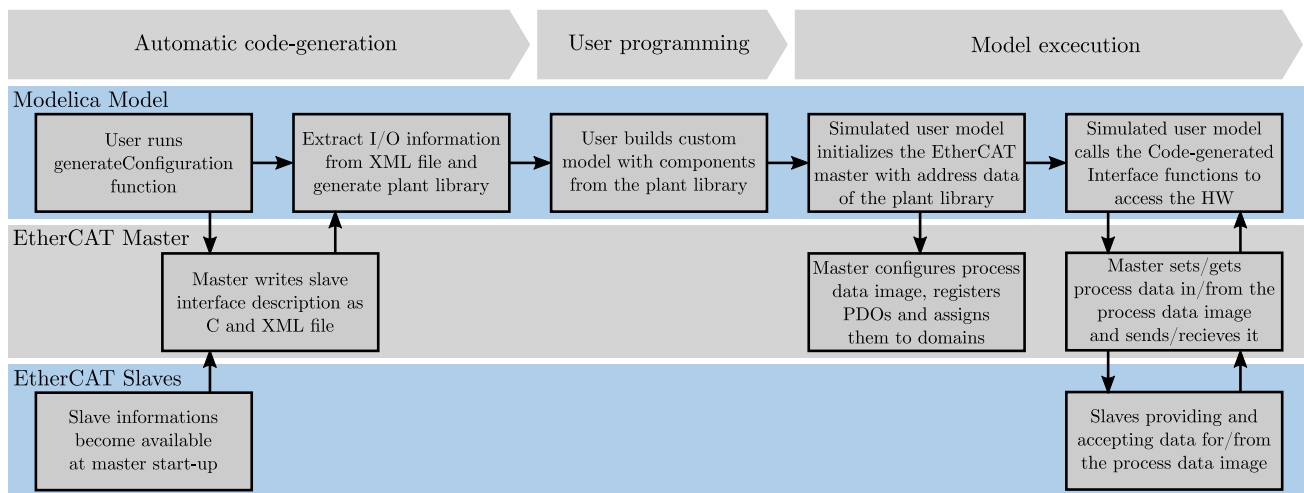 Automatic code-generation
User programming
Model excecution
Modelica Model
User runs
generateConfiguration
function
Extract I/O information
from XML file and
generate plant library
User builds custom
model with components
from the plant library
Simulated user model
initializes the EtherCAT
master with address data
of the plant library
Simulated user model
calls the Code-generated
Interface functions to
access the HW
EtherCAT Master
Master writes slave
interface description as
C and XML file
Master configures process
data image, registers
PDOs and assigns
them to domains
Master sets/gets
process data in/from the
process data image
and sends/recieves it
EtherCAT Slaves
Slave informations
become available
at master start-up
Slaves providing and
accepting data for/from
the process data image